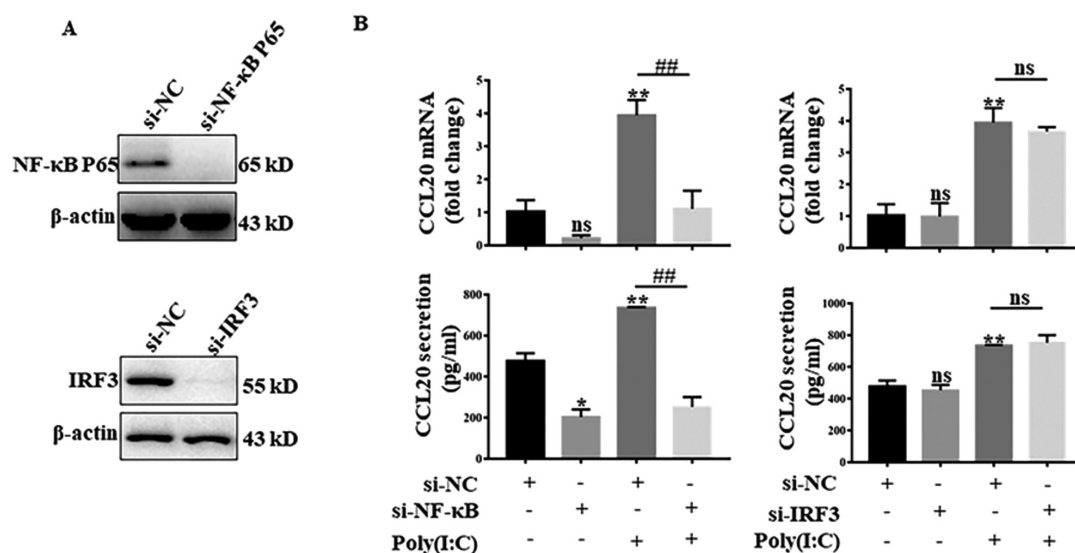 A
si-NC
si-NF-κB P65
NF-κB P65
65 kD
β-actin
43 kD
si-NC
si-IRF3
IRF3
55 kD
β-actin
43 kD
B
CCL20 mRNA
(fold change)
5
4
3
2
1
0
ns
**
##
CCL20 mRNA
(fold change)
5
4
3
2
1
0
ns
**
ns
CCL20 secretion
(pg/ml)
800
600
400
200
0
*
**
##
CCL20 secretion
(pg/ml)
1000
800
600
400
200
0
ns
**
ns
si-NC + - + -
si-NF-κB - + - +
Poly(I:C) - - + +
si-NC + - + -
si-IRF3 - + - +
Poly(I:C) - - + +